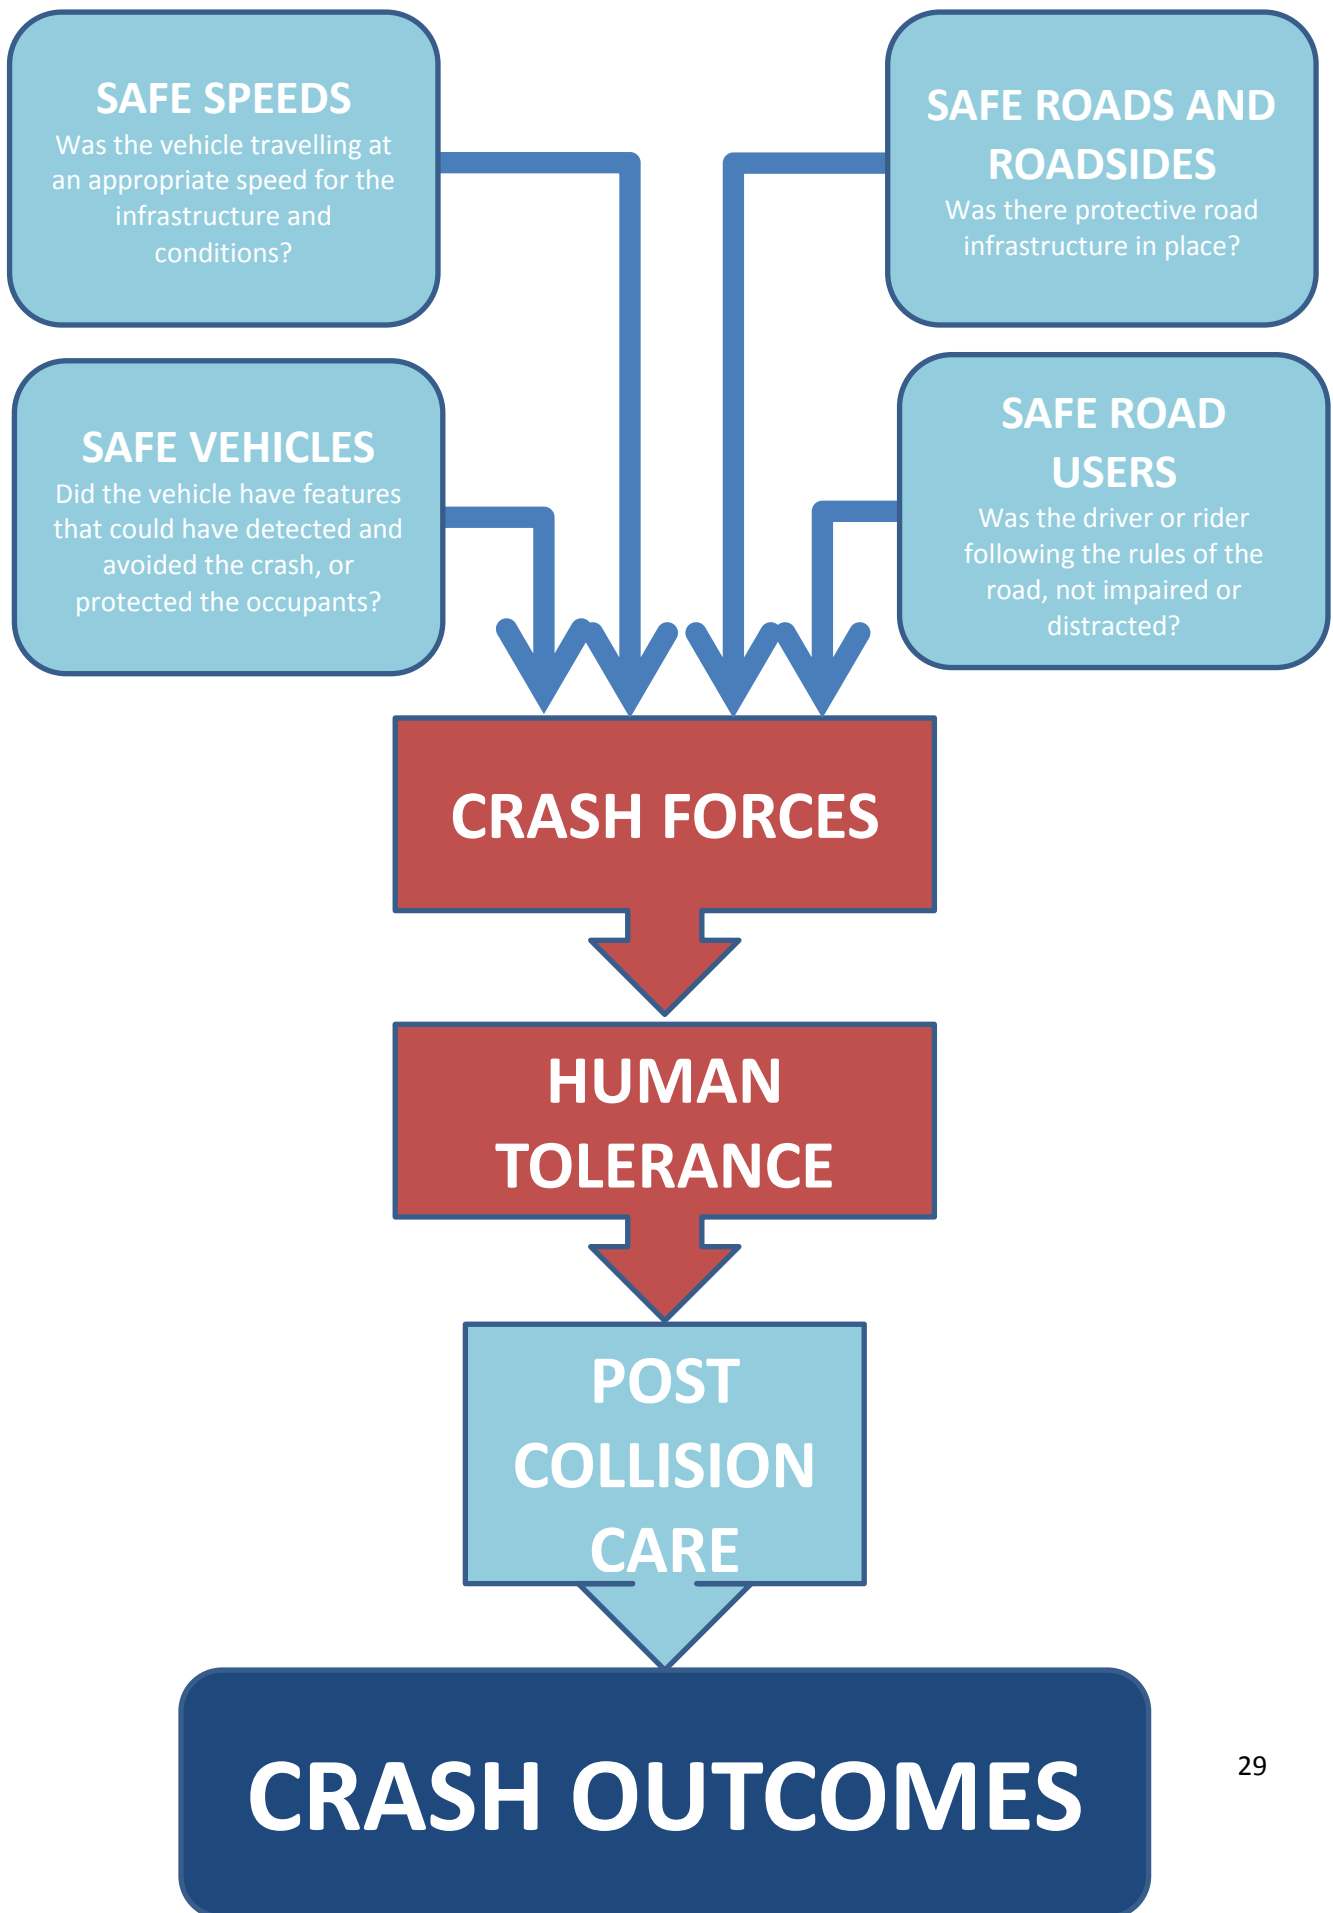 SAFE SPEEDS
Was the vehicle travelling at
an appropriate speed for the
infrastructure and
conditions?
SAFE ROADS AND
ROADSIDES
Was there protective road
infrastructure in place?
SAFE VEHICLES
Did the vehicle have features
that could have detected and
avoided the crash, or
protected the occupants?
SAFE ROAD
USERS
Was the driver or rider
following the rules of the
road, not impaired or
distracted?
CRASH FORCES
HUMAN
TOLERANCE
POST
COLLISION
CARE
CRASH OUTCOMES
29